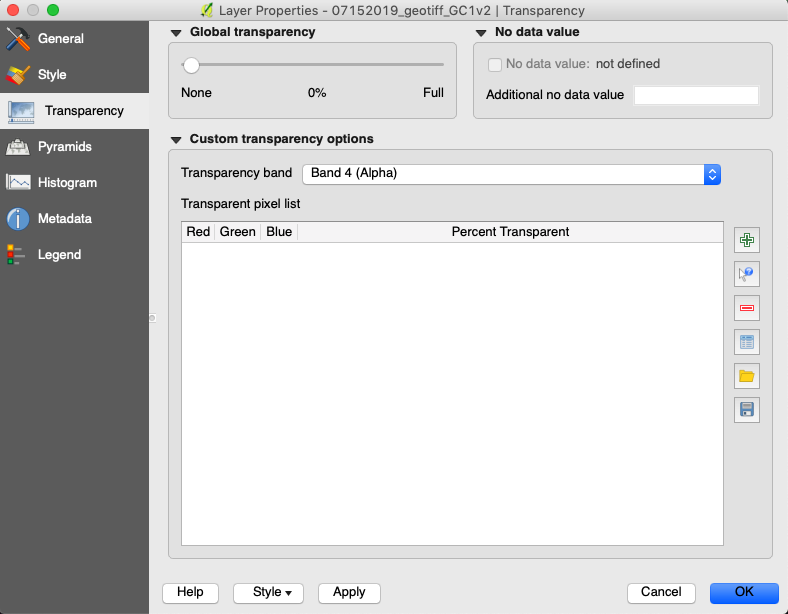 Layer Properties - 07152019_geotiff_GC1v2 | Transparency
General
Style
Transparency
Pyramids
Histogram
Metadata
Legend
Global transparency
None 0% Full
No data value
No data value: not defined
Additional no data value
Custom transparency options
Transparency band Band 4 (Alpha)
Transparent pixel list
Red Green Blue Percent Transparent
Help Style Apply Cancel OK